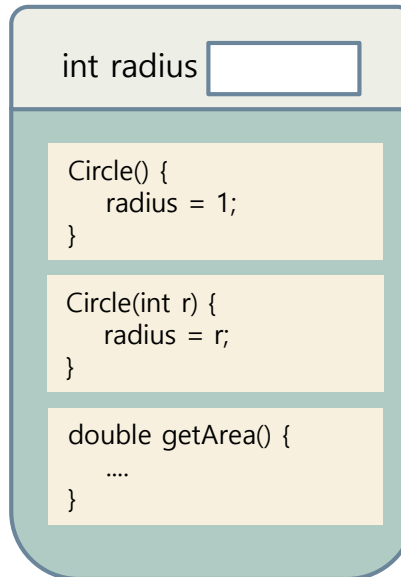 int radius
Circle() {
radius = 1;
}
Circle(int r) {
radius = r;
}
double getArea() {
....
}